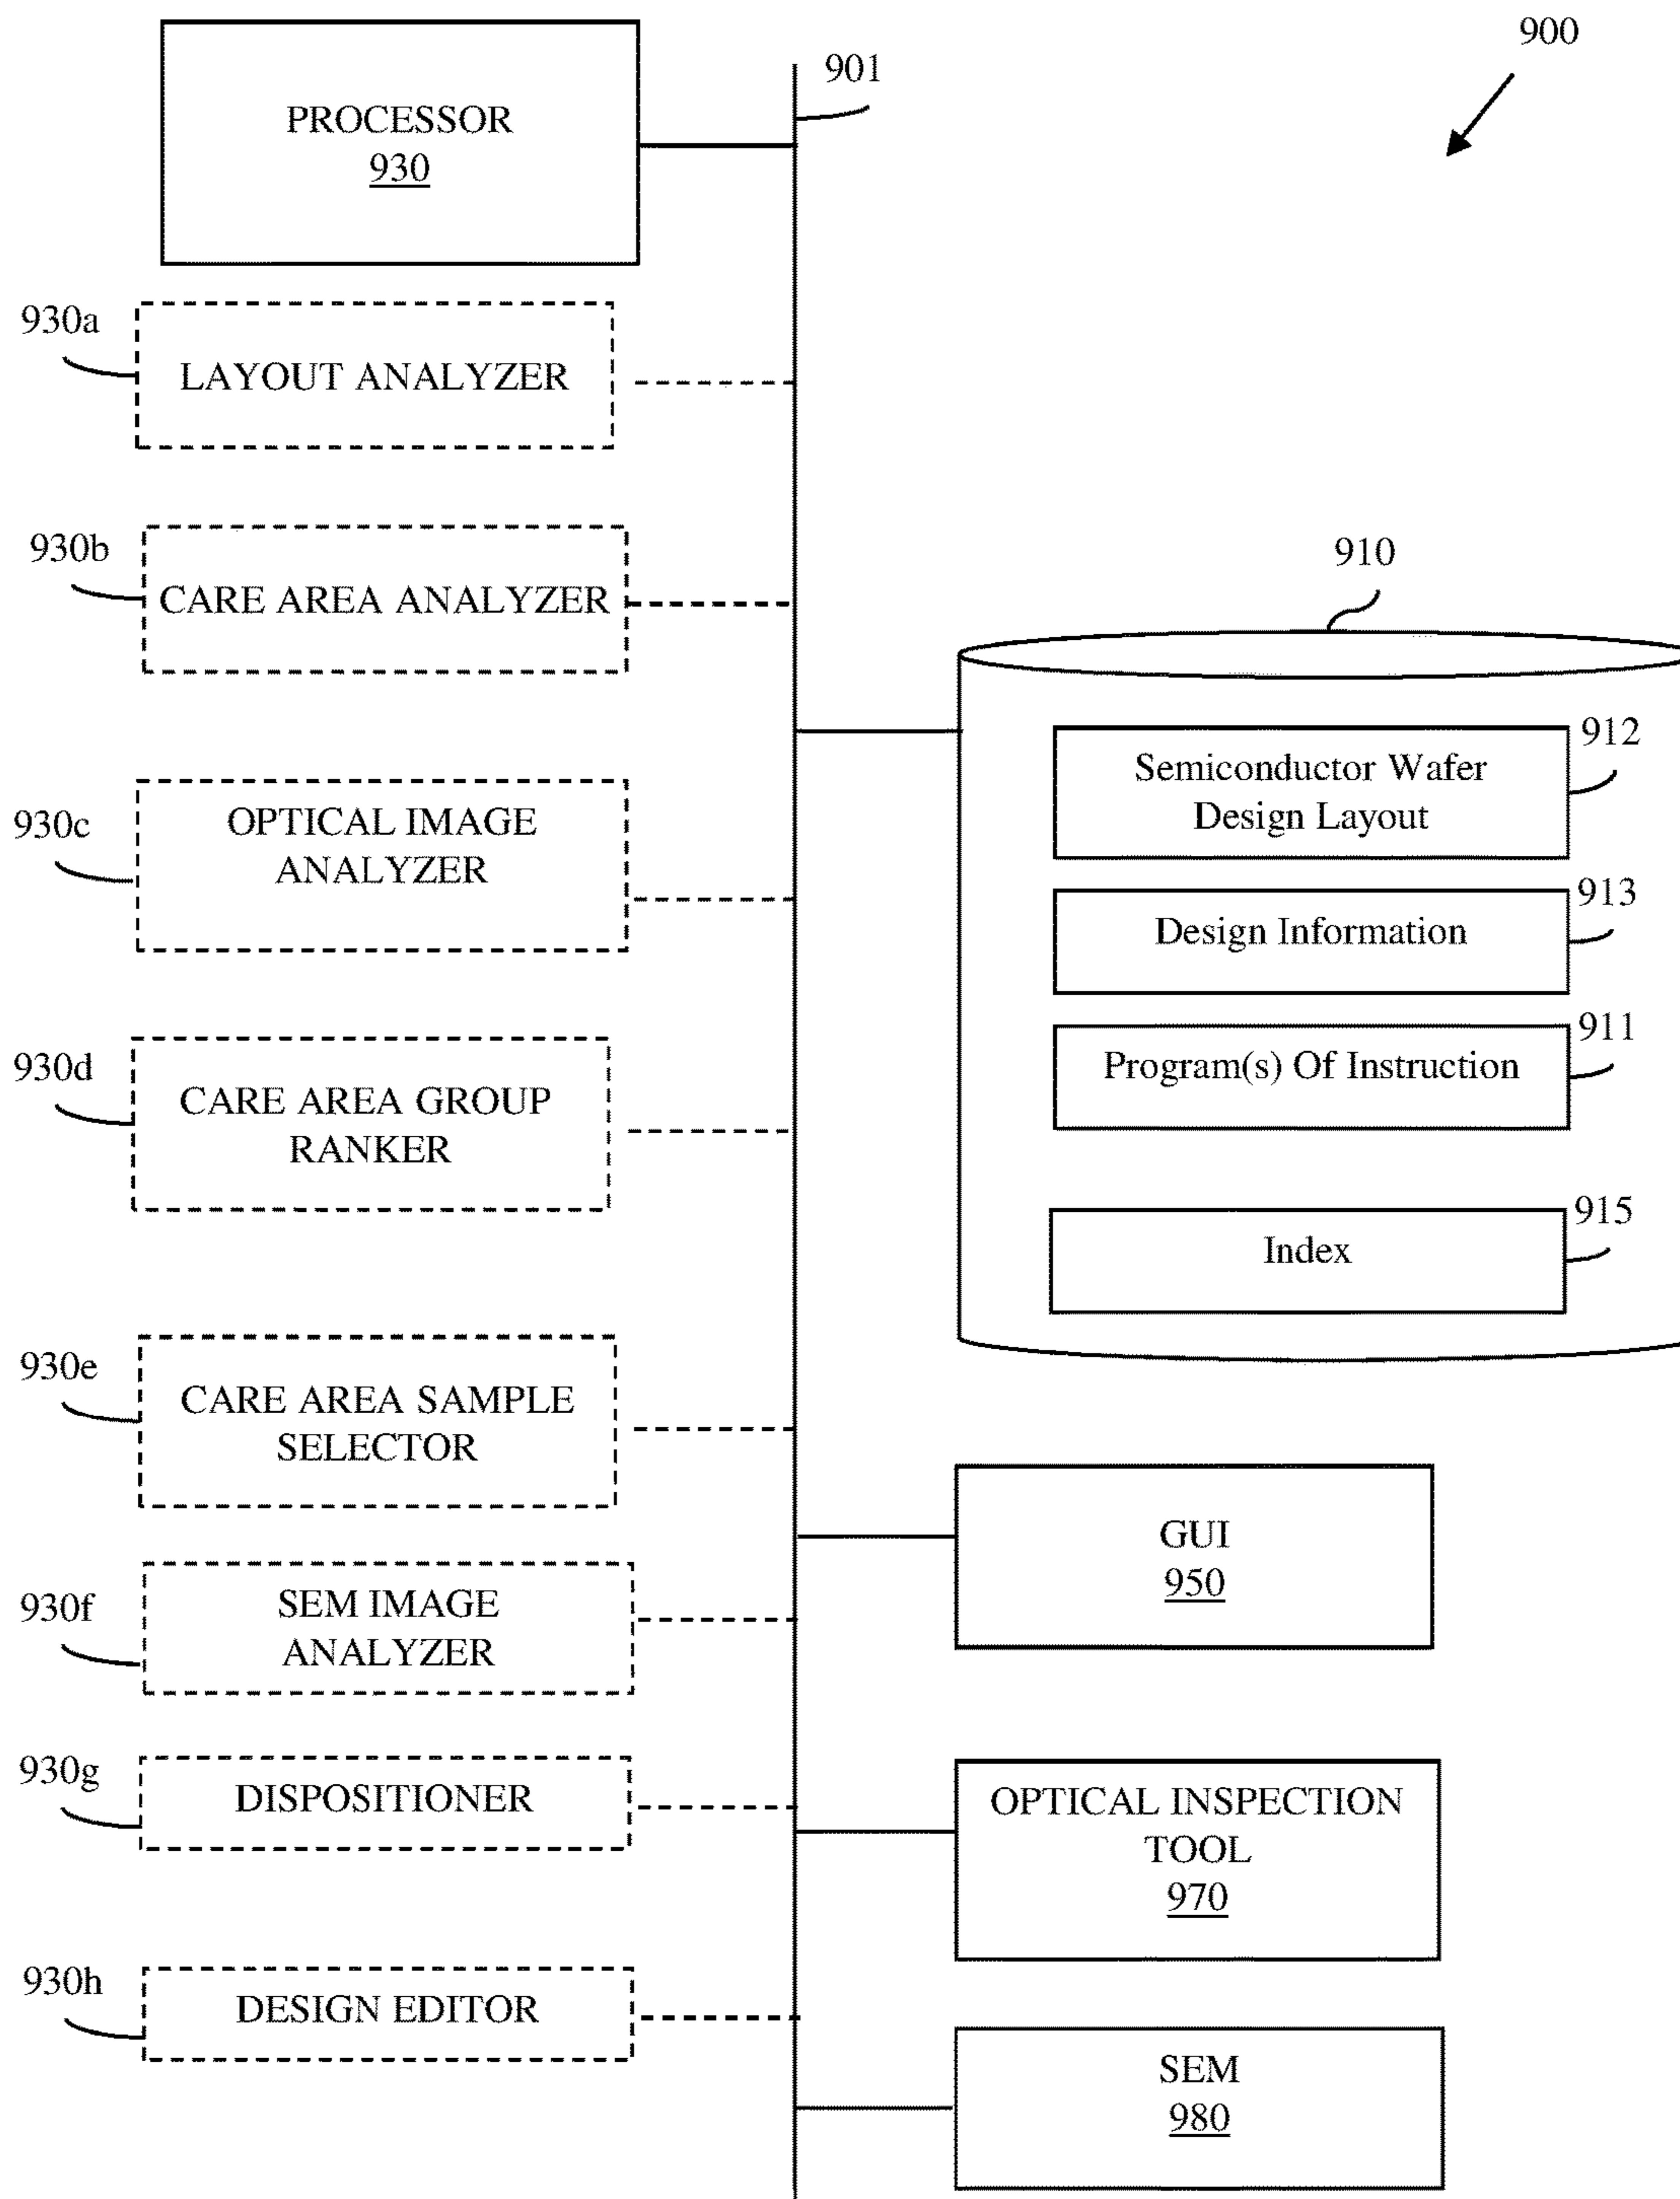 900
901
PROCESSOR
930
930a
LAYOUT ANALYZER
930b
CARE AREA ANALYZER
910
912
Semiconductor Wafer
Design Layout
930c
OPTICAL IMAGE
ANALYZER
913
Design Information
911
Program(s) Of Instruction
930d
CARE AREA GROUP
RANKER
915
Index
930e
CARE AREA SAMPLE
SELECTOR
GUI
950
930f
SEM IMAGE
ANALYZER
930g
DISPOSITIONER
OPTICAL INSPECTION
TOOL
970
930h
DESIGN EDITOR
SEM
980